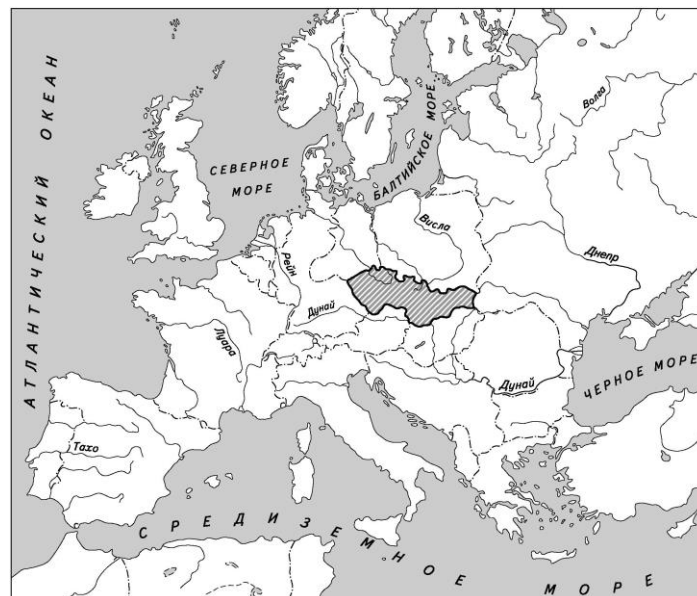 АТЛАНТИЧЕСКИЙ ОКЕАН
СЕВЕРНОЕ
МОРЕ
БАЛТИЙСКОЕ МОРЕ
Волга
Висла
Днепр
Рейн
Дунай
Луара
Дунай
ЧЕРНОЕ МОРЕ
Тахо
СРЕДИЗЕМНОЕ МОРЕ